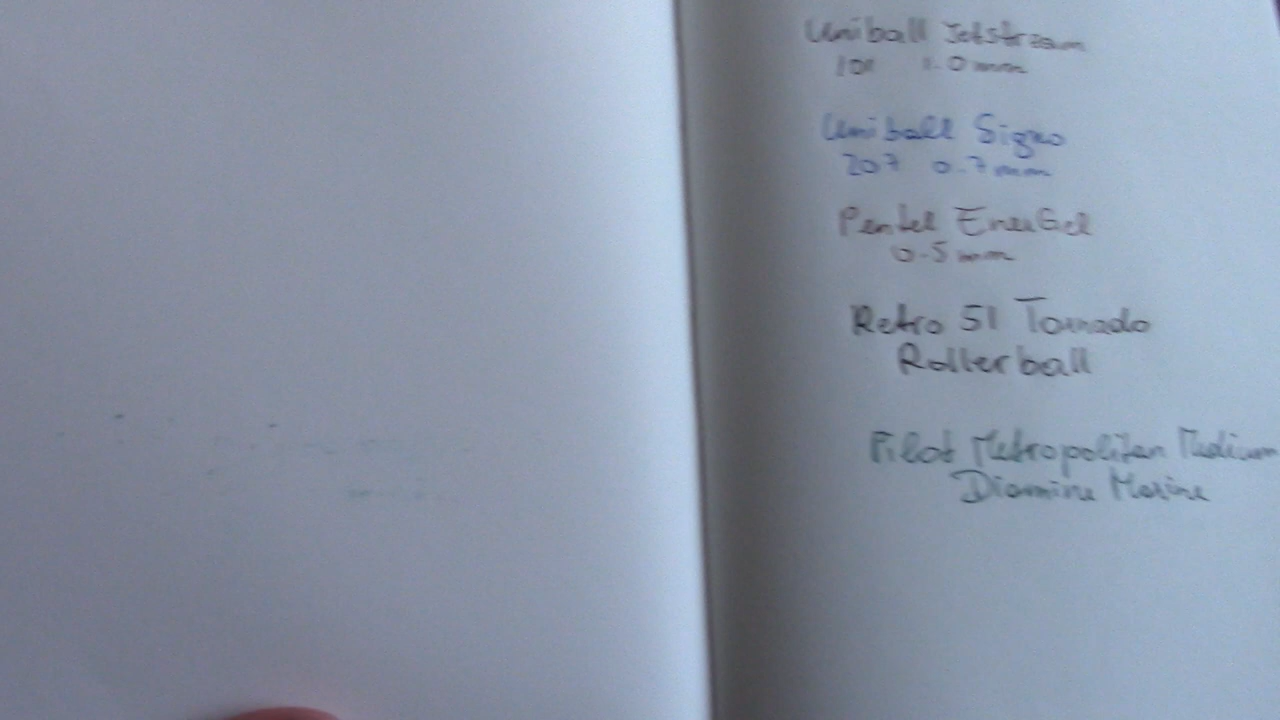 Uniball Jetstream
101 1.0mm
Uniball Signo
207 0.7mm
Pentel EnerGel
0.5mm
Retro 51 Tornado
Rollerball
Pilot Metropolitan Medium
Diamine Marine